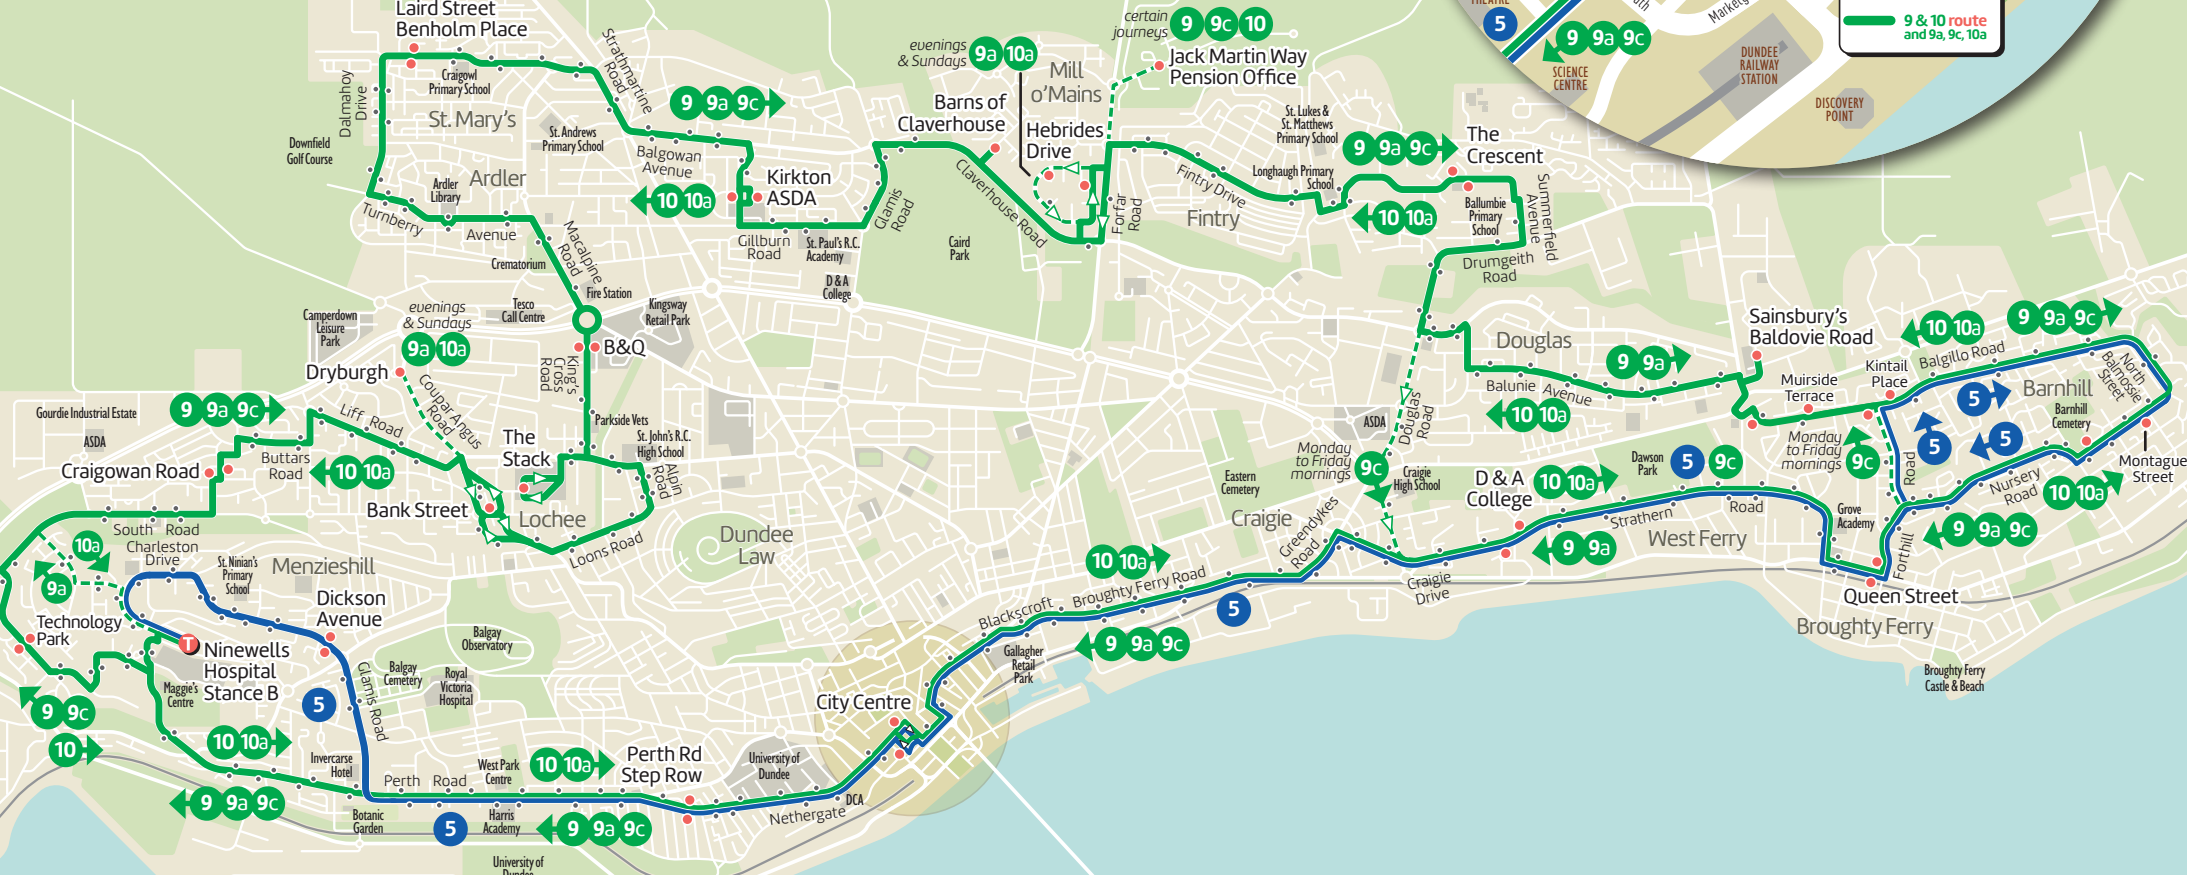 Laird Street
Benholm Place
Strathmartine
Road
Craigowl
Primary School
Dalmahoy
Drive
St. Mary's
9 9a 9c
Downfield
Golf Course
St. Andrews
Primary School
Balgowan
Avenue
Ardler
Ardler
Library
Kirkton
ASDA
10 10a
Turnberry
Avenue
Macalpine
Road
Crematorium
Gillburn
Road
St. Paul's R.C.
Academy
D & A
College
Glamis
Road
evenings
& Sundays
9a 10a
certain
journeys
9 9c 10
Jack Martin Way
Pension Office
Mill
o'Mains
Barns of
Claverhouse
Hebrides
Drive
Claverhouse Road
Caird
Park
Forfar
Road
Fintry Drive
Fintry
St. Lukes &
St. Matthews
Primary School
Longhaugh Primary
School
9 9a 9c
The
Crescent
10 10a
Ballumbie
Primary
School
Summerfield
Avenue
Drumgeith
Road
THEATRE
5
9 9a 9c
SCIENCE
CENTRE
DUNDEE
RAILWAY
STATION
DISCOVERY
POINT
9 & 10 route
and 9a, 9c, 10a
Fire Station
Tesco
Call Centre
Kingsway
Retail Park
Camperdown
Leisure
Park
evenings
& Sundays
9a 10a
B&Q
King's
Cross
Road
Dryburgh
Coupar Angus
Road
Gourdie Industrial Estate
9 9a 9c
Liff Road
ASDA
Craigowan Road
Buttars
Road
10 10a
Bank Street
The
Stack
Parkside Vets
St. John's R.C.
High School
Alpin
Road
Lochee
Loons Road
Dundee
Law
South Road
Charleston
Drive
10a
9a
Menzieshill
St. Ninian's
Primary
School
Dickson
Avenue
Technology
Park
Ninewells
Hospital
Stance B
T
Maggie's
Centre
Balgay
Observatory
Balgay
Cemetery
Royal
Victoria
Hospital
Glamis Road
5
9 9c
10
10 10a
Invercarse
Hotel
9 9a 9c
Perth Road
Botanic
Garden
5
West Park
Centre
10 10a
Harris
Academy
9 9a 9c
University of
Dundee
Perth Rd
Step Row
University of
Dundee
Nethergate
DCA
City Centre
Blackscroft
Broughty Ferry Road
10 10a
Gallagher
Retail
Park
9 9a 9c
5
Eastern
Cemetery
Craigie
Greendykes
Road
Craigie
Drive
Monday
to Friday
mornings
9c
ASDA
Douglas
Road
Craigie
High School
D & A
College
10 10a
9 9a
Dawson
Park
5 9c
Strathern
Road
West Ferry
Douglas
Balunie Avenue
9 9a
10 10a
Sainsbury's
Baldovie Road
Muirside
Terrace
Kintail
Place
Monday
to Friday
mornings
9c
10 10a
9 9a 9c
Balgillo Road
North
Balmossie
Street
Barnhill
5
5
5
Barnhill
Cemetery
Montague
Street
Nursery
Road
10 10a
9 9a 9c
Forthill
Road
Grove
Academy
Queen Street
Broughty Ferry
Broughty Ferry
Castle & Beach